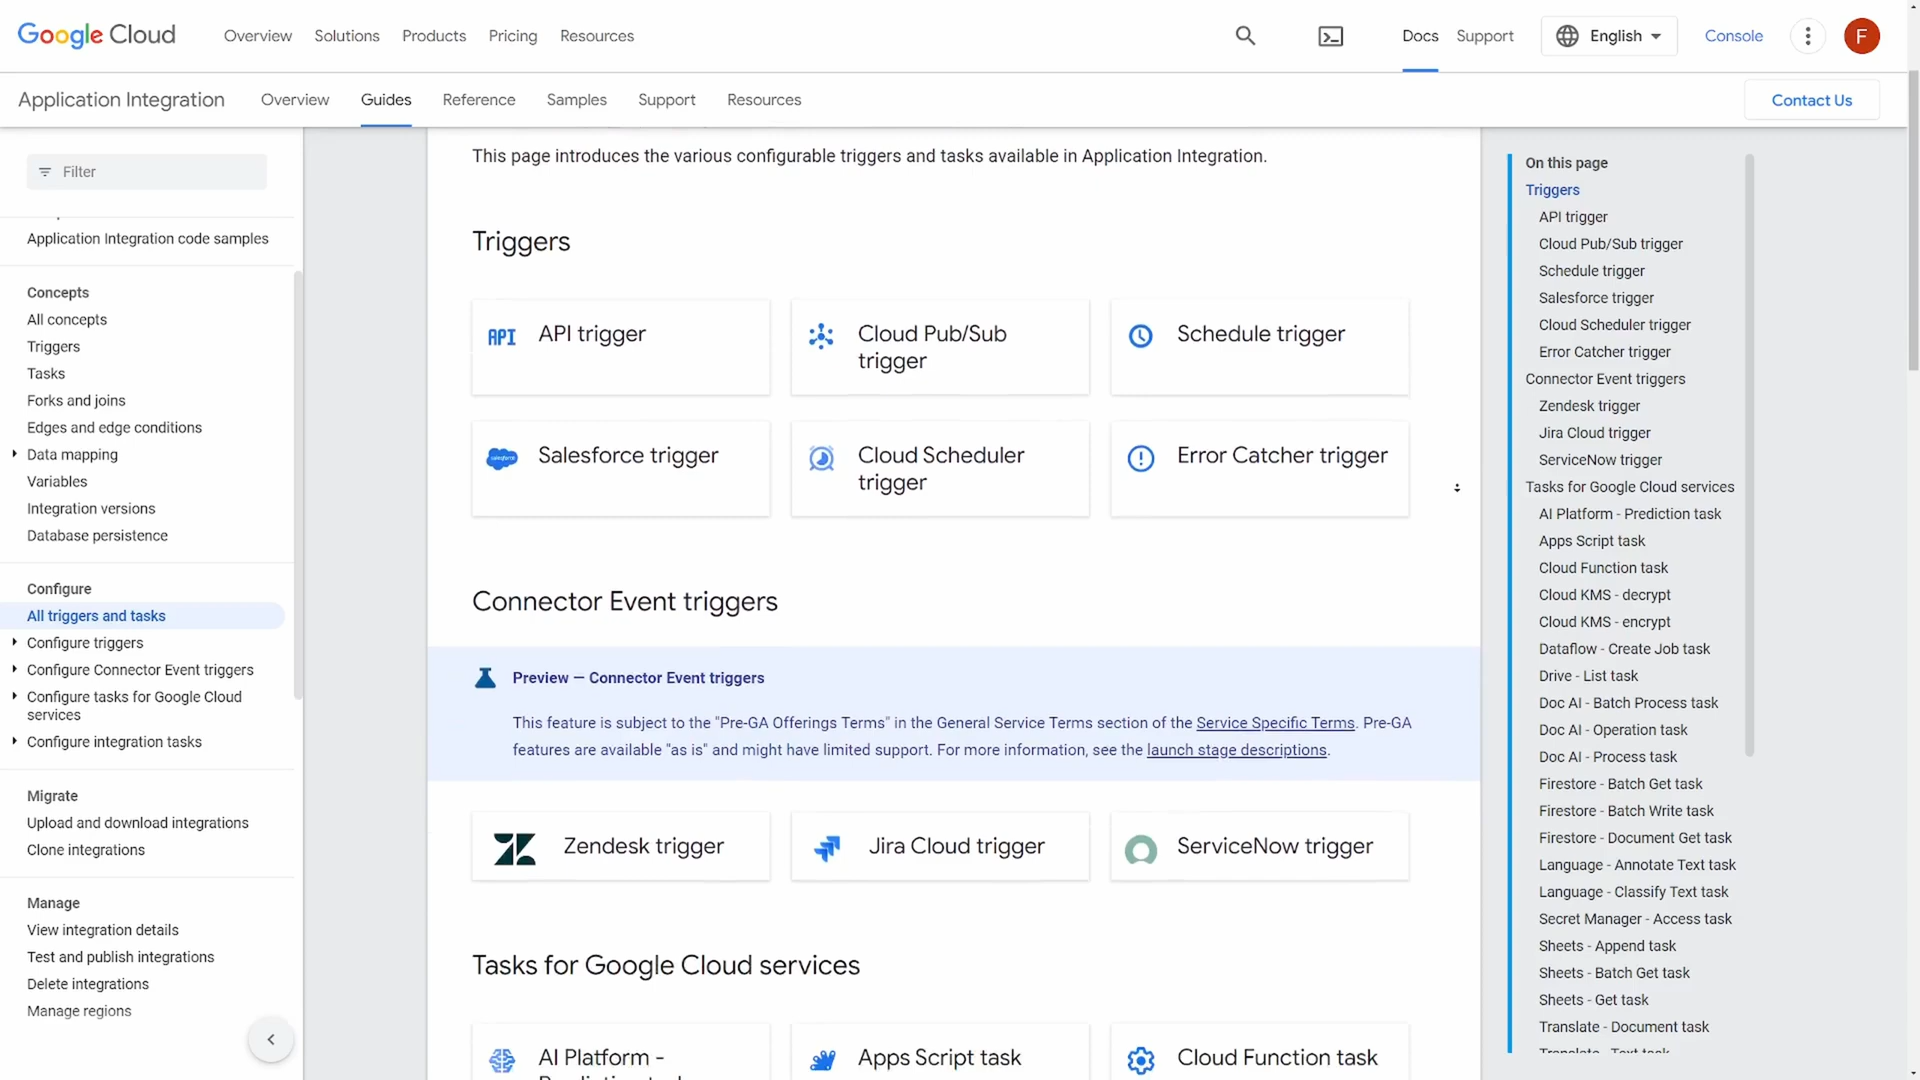 Google Cloud
Overview
Solutions
Products
Pricing
Resources
Docs
Support
English
Console
F
Application Integration
Overview
Guides
Reference
Samples
Support
Resources
Contact Us
Filter
Application Integration code samples
Concepts
All concepts
Triggers
Tasks
Forks and joins
Edges and edge conditions
Data mapping
Variables
Integration versions
Database persistence
Configure
All triggers and tasks
Configure triggers
Configure Connector Event triggers
Configure tasks for Google Cloud
services
Configure integration tasks
Migrate
Upload and download integrations
Clone integrations
Manage
View integration details
Test and publish integrations
Delete integrations
Manage regions
This page introduces the various configurable triggers and tasks available in Application Integration.
Triggers
API
API trigger
Cloud Pub/Sub
trigger
Schedule trigger
salesforce
Salesforce trigger
Cloud Scheduler
trigger
Error Catcher trigger
Connector Event triggers
Preview — Connector Event triggers
This feature is subject to the "Pre-GA Offerings Terms" in the General Service Terms section of the Service Specific Terms. Pre-GA
features are available "as is" and might have limited support. For more information, see the launch stage descriptions.
Zendesk trigger
Jira Cloud trigger
ServiceNow trigger
Tasks for Google Cloud services
AI Platform -
Apps Script task
Cloud Function task
On this page
Triggers
API trigger
Cloud Pub/Sub trigger
Schedule trigger
Salesforce trigger
Cloud Scheduler trigger
Error Catcher trigger
Connector Event triggers
Zendesk trigger
Jira Cloud trigger
ServiceNow trigger
Tasks for Google Cloud services
AI Platform - Prediction task
Apps Script task
Cloud Function task
Cloud KMS - decrypt
Cloud KMS - encrypt
Dataflow - Create Job task
Drive - List task
Doc AI - Batch Process task
Doc AI - Operation task
Doc AI - Process task
Firestore - Batch Get task
Firestore - Batch Write task
Firestore - Document Get task
Language - Annotate Text task
Language - Classify Text task
Secret Manager - Access task
Sheets - Append task
Sheets - Batch Get task
Sheets - Get task
Translate - Document task